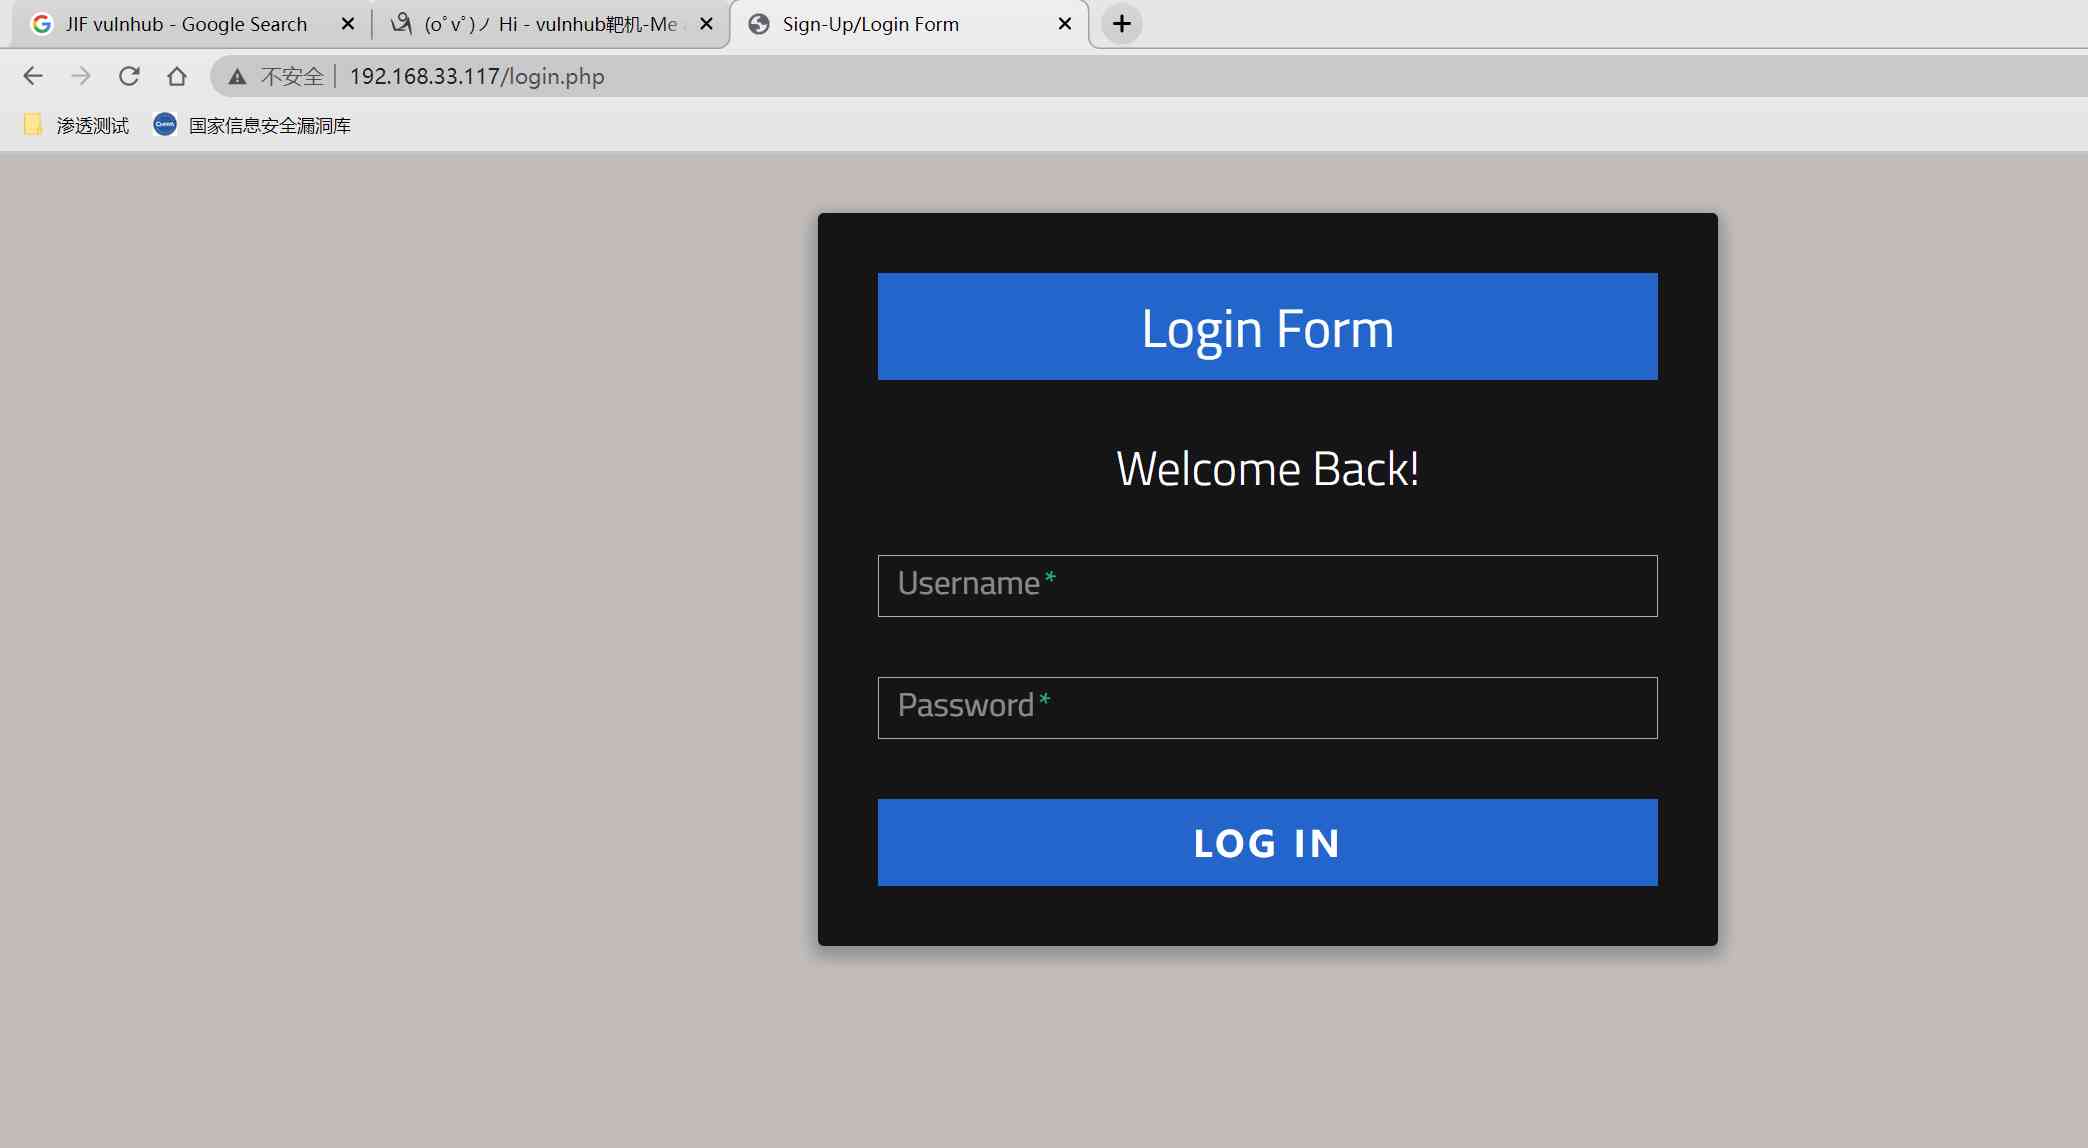 JIF vulnhub - Google Search
(oﾟvﾟ)ノ Hi - vulnhub靶机-Me
Sign-Up/Login Form
不安全 | 192.168.33.117/login.php
渗透测试 国家信息安全漏洞库
Login Form
Welcome Back!
Username*
Password*
LOG IN